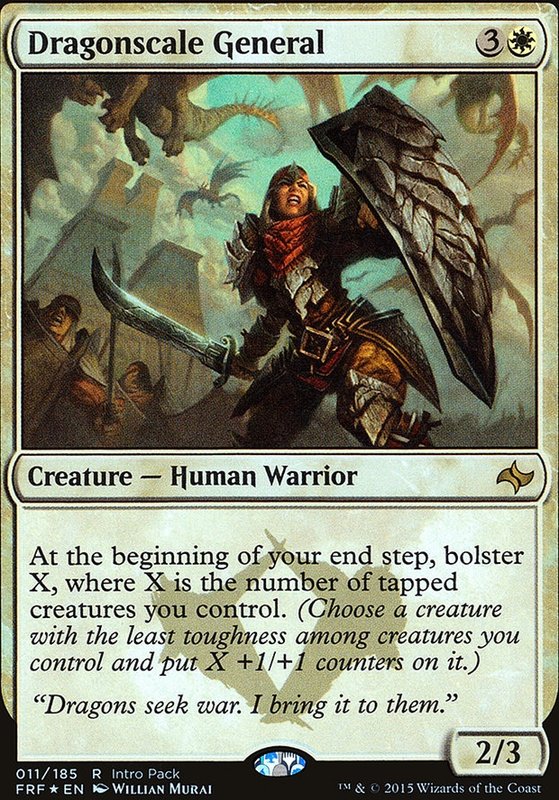 Dragonscale General 3
Creature — Human Warrior
At the beginning of your end step, bolster
X, where X is the number of tapped
creatures you control. (Choose a creature
with the least toughness among creatures you
control and put X +1/+1 counters on it.)
“Dragons seek war. I bring it to them.”
2/3
011/185 R Intro Pack
FRF★EN Willian Murai
™ & © 2015 Wizards of the Coast